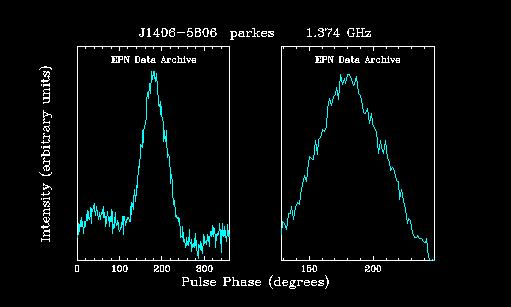 J1406-5806 parkes 1.374 GHz
EPN Data Archive EPN Data Archive
Intensity (arbitrary units)
0 100 200 300 150 200
Pulse Phase (degrees)